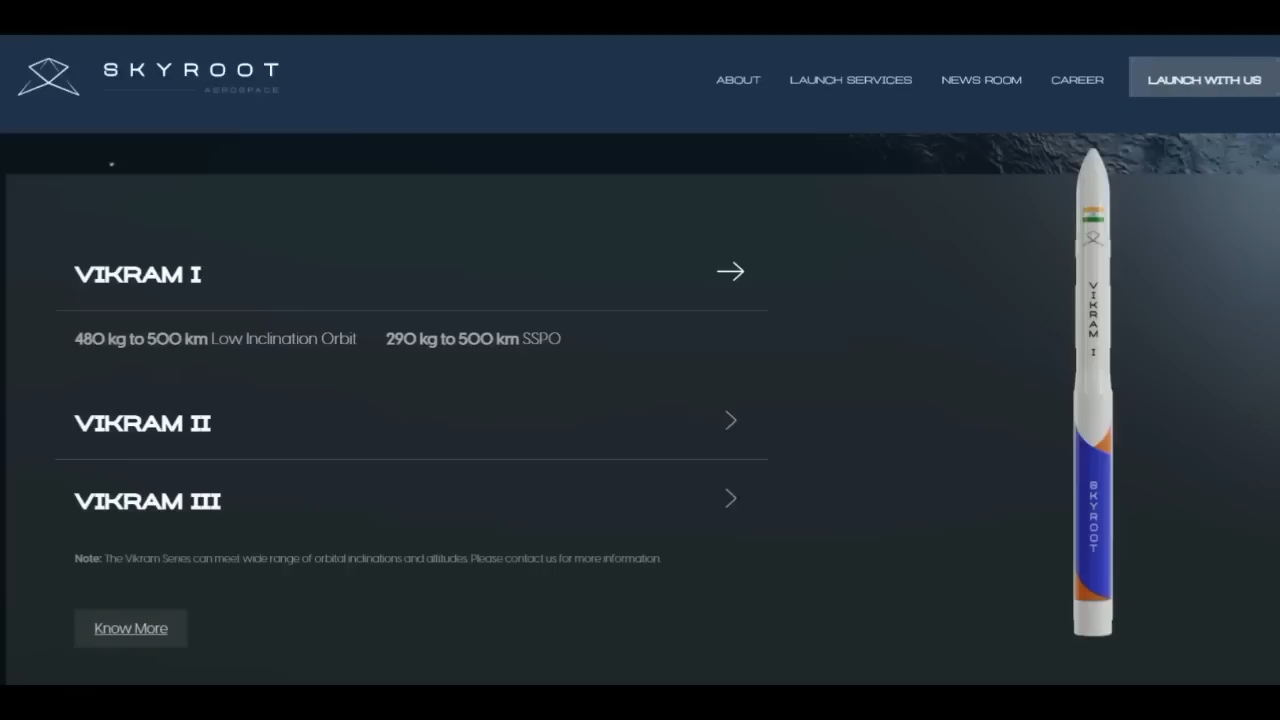 SKYROOT
AEROSPACE
ABOUT LAUNCH SERVICES NEWS ROOM CAREER LAUNCH WITH US
VIKRAM I
480 kg to 500 km Low Inclination Orbit 290 kg to 500 km SSPO
VIKRAM II
VIKRAM III
Note: The Vikram Series can meet wide range of orbital inclinations and altitudes. Please contact us for more information.
Know More
VIKRAM I
SKYROOT